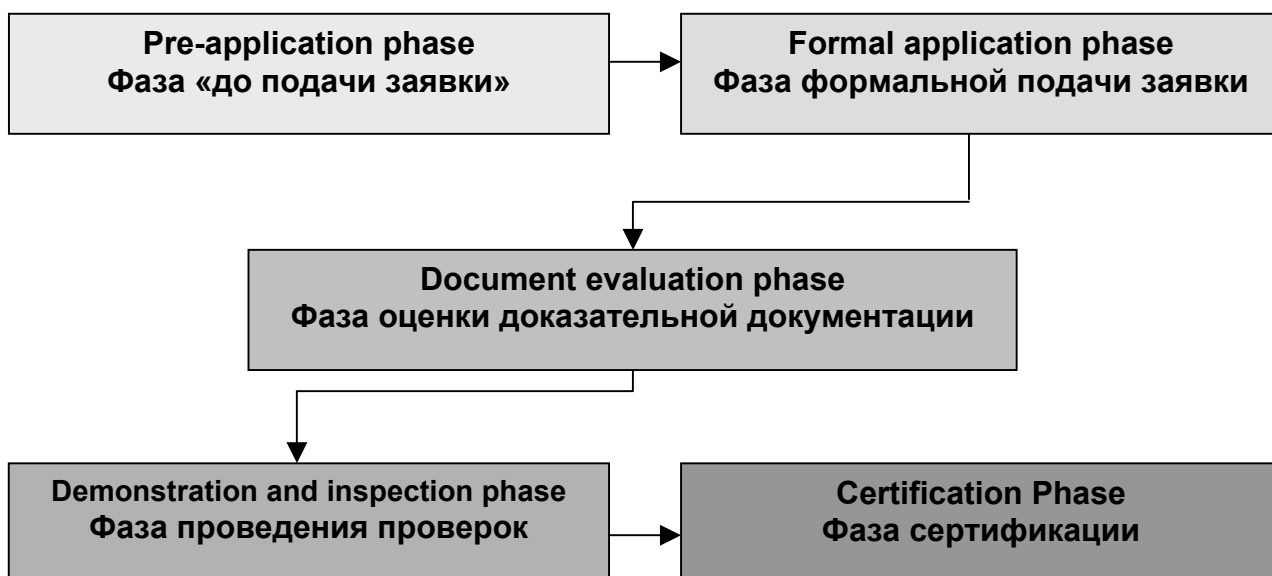 Pre-application phase
Фаза «до подачи заявки»
Formal application phase
Фаза формальной подачи заявки
Document evaluation phase
Фаза оценки доказательной документации
Demonstration and inspection phase
Фаза проведения проверок
Certification Phase
Фаза сертификации